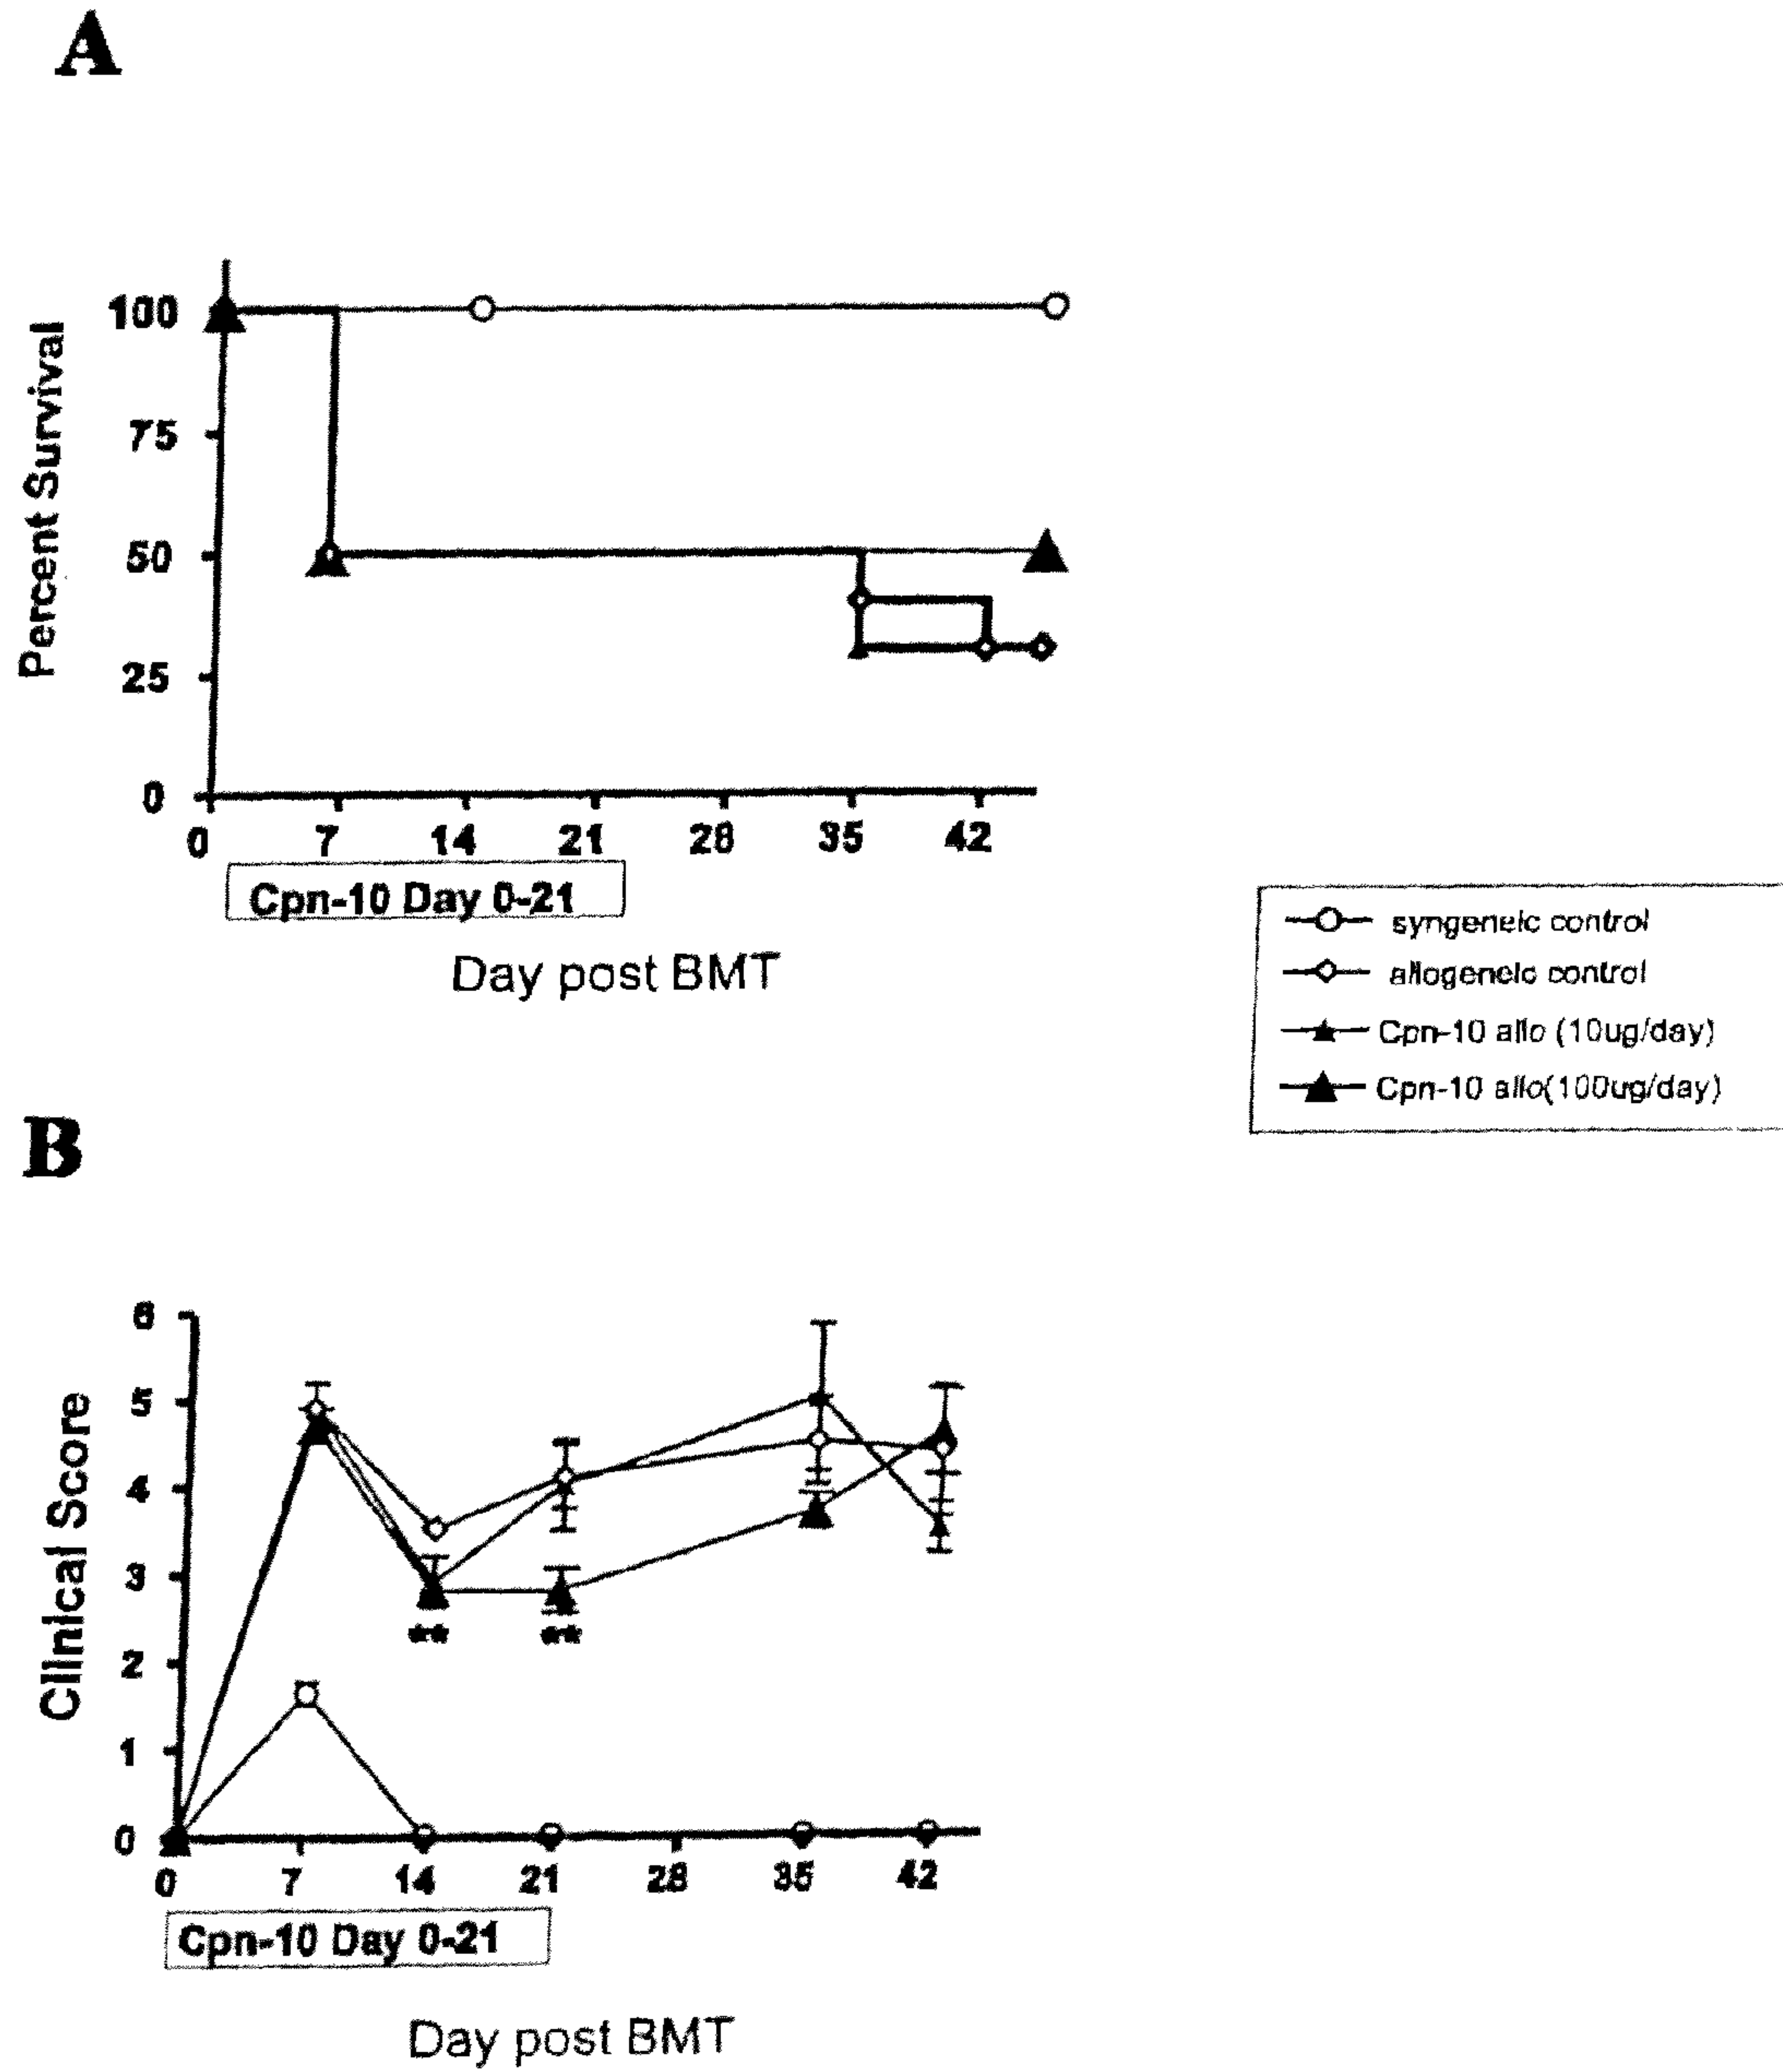 A
Percent Survival
100
75
50
25
0
0 7 14 21 28 35 42
Cpn-10 Day 0-21
Day post BMT
syngeneic control
allogeneic control
Cpn-10 allo (10ug/day)
Cpn-10 allo(100ug/day)
B
Clinical Score
6
5
4
3
2
1
0
** **
0 7 14 21 28 35 42
Cpn-10 Day 0-21
Day post BMT